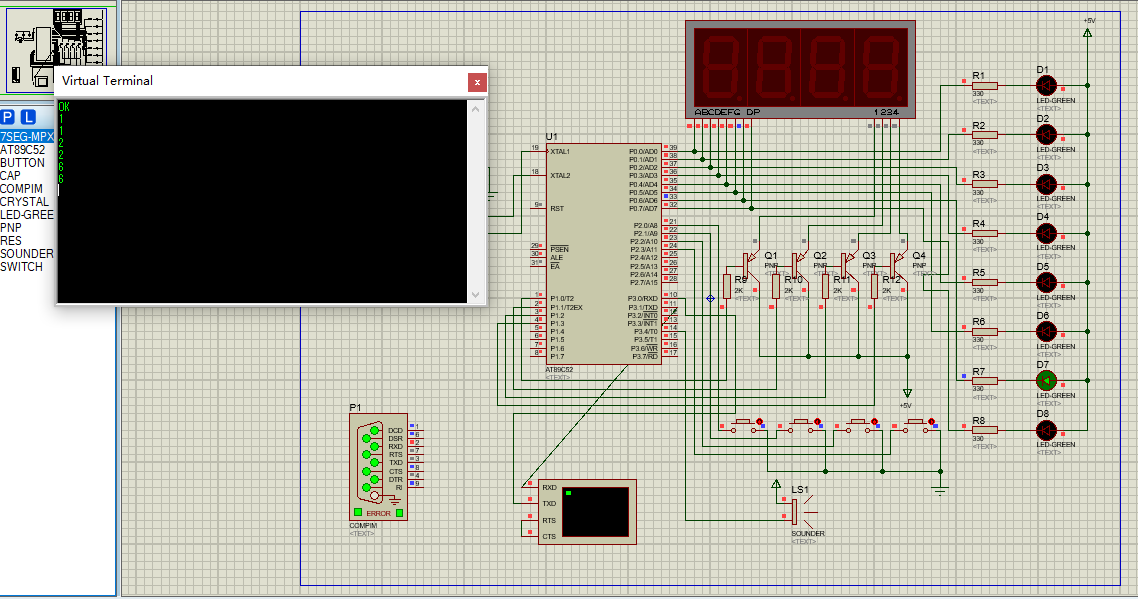 Virtual Terminal
OK
1
1
2
2
6
6
P L
7SEG-MPX
AT89C52
BUTTON
CAP
COMPIM
CRYSTAL
LED-GREE
PNP
RES
SOUNDER
SWITCH
ABCDEFG DP
1234
+5V
U1
19 XTAL1
18 XTAL2
9 RST
29 PSEN
30 ALE
31 EA
1 P1.0/T2
2 P1.1/T2EX
3 P1.2
4 P1.3
5 P1.4
6 P1.5
7 P1.6
8 P1.7
P0.0/AD0 39
P0.1/AD1 38
P0.2/AD2 37
P0.3/AD3 36
P0.4/AD4 35
P0.5/AD5 34
P0.6/AD6 33
P0.7/AD7 32
P2.0/A8 21
P2.1/A9 22
P2.2/A10 23
P2.3/A11 24
P2.4/A12 25
P2.5/A13 26
P2.6/A14 27
P2.7/A15 28
P3.0/RXD 10
P3.1/TXD 11
P3.2/INT0 12
P3.3/INT1 13
P3.4/T0 14
P3.5/T1 15
P3.6/WR 16
P3.7/RD 17
AT89C52
<TEXT>
Q1
PNP
<TEXT>
Q2
PNP
<TEXT>
Q3
PNP
<TEXT>
Q4
PNP
<TEXT>
R9
2K
<TEXT>
R10
2K
<TEXT>
R11
2K
<TEXT>
R12
2K
<TEXT>
+5V
R1
330
<TEXT>
D1
LED-GREEN
<TEXT>
R2
330
<TEXT>
D2
LED-GREEN
<TEXT>
R3
330
<TEXT>
D3
LED-GREEN
<TEXT>
R4
330
<TEXT>
D4
LED-GREEN
<TEXT>
R5
330
<TEXT>
D5
LED-GREEN
<TEXT>
R6
330
<TEXT>
D6
LED-GREEN
<TEXT>
R7
330
<TEXT>
D7
LED-GREEN
<TEXT>
R8
330
<TEXT>
D8
LED-GREEN
<TEXT>
P1
DCD 1
DSR 6
RXD 2
RTS 7
TXD 3
CTS 8
DTR 4
RI 9
ERROR
COMPIM
<TEXT>
RXD
TXD
RTS
CTS
LS1
SOUNDER
<TEXT>